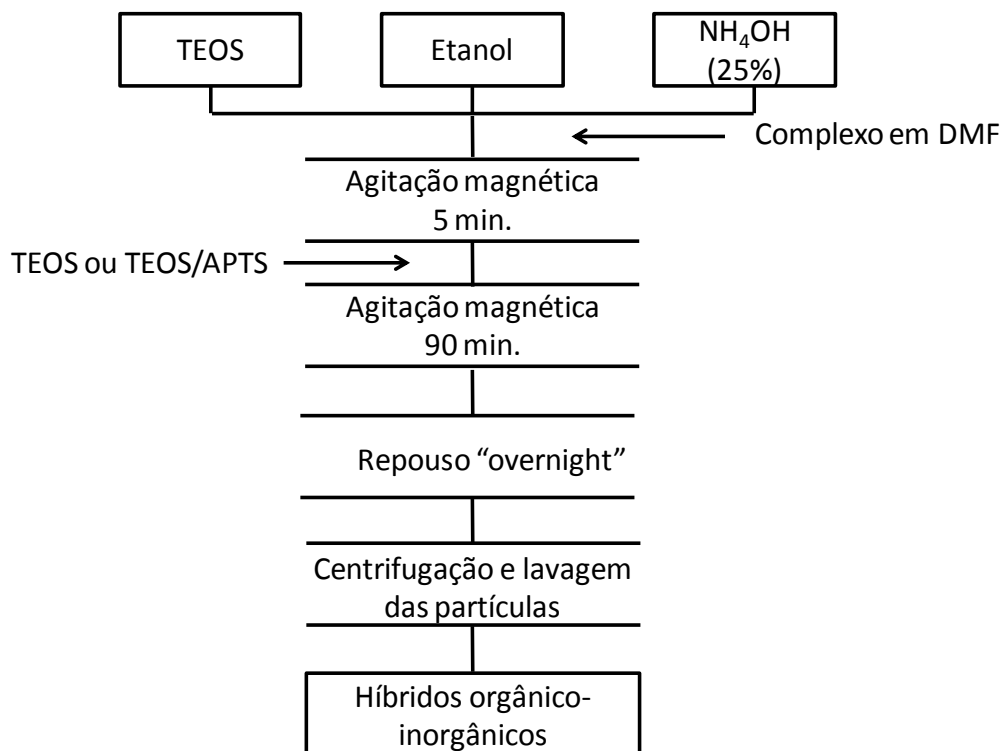 TEOS
Etanol
NH₄OH
(25%)
Complexo em DMF
Agitação magnética
5 min.
TEOS ou TEOS/APTS
Agitação magnética
90 min.
Repouso “overnight”
Centrifugação e lavagem
das partículas
Híbridos orgânico-
inorgânicos